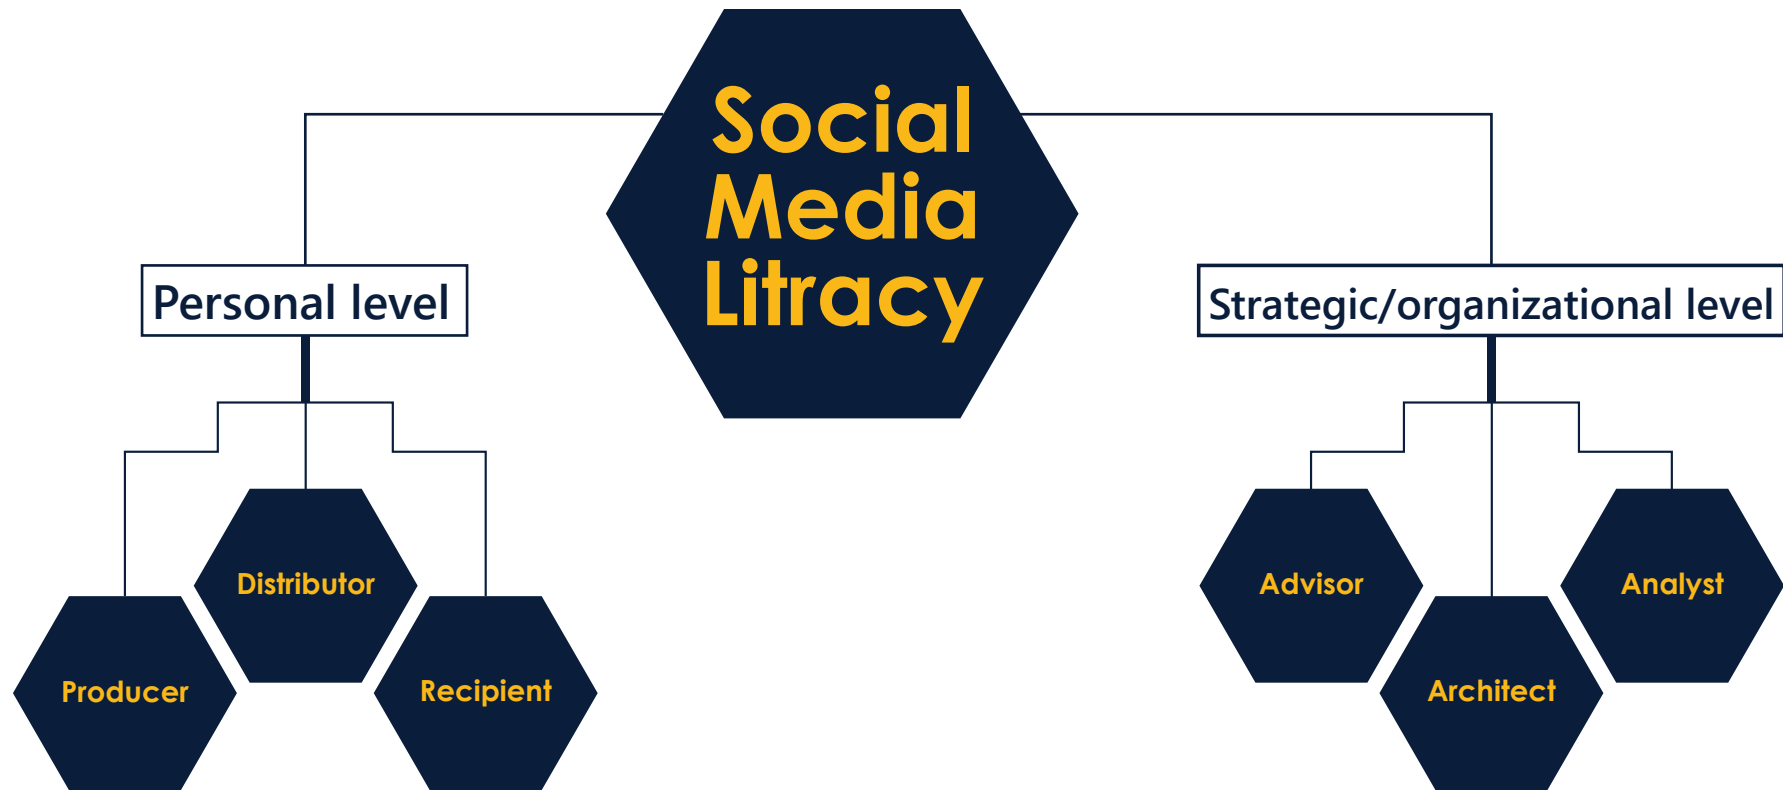 Social
Media
Litracy
Personal level
Strategic/organizational level
Distributor
Producer
Recipient
Advisor
Analyst
Architect